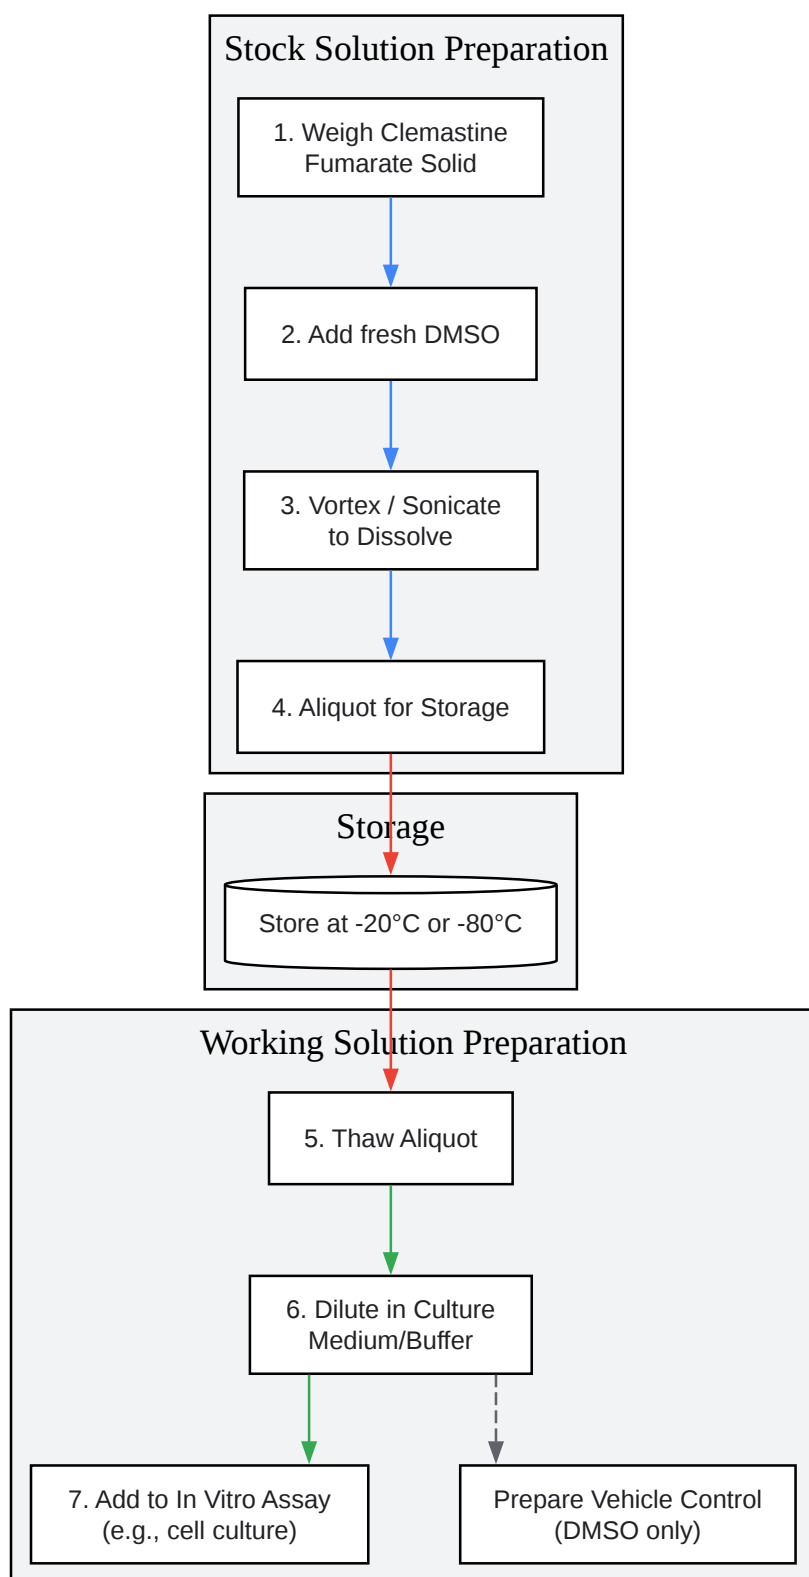 Stock Solution Preparation
1. Weigh Clemastine
Fumarate Solid
2. Add fresh DMSO
3. Vortex / Sonicate
to Dissolve
4. Aliquot for Storage
Storage
Store at -20°C or -80°C
Working Solution Preparation
5. Thaw Aliquot
6. Dilute in Culture
Medium/Buffer
7. Add to In Vitro Assay
(e.g., cell culture)
Prepare Vehicle Control
(DMSO only)